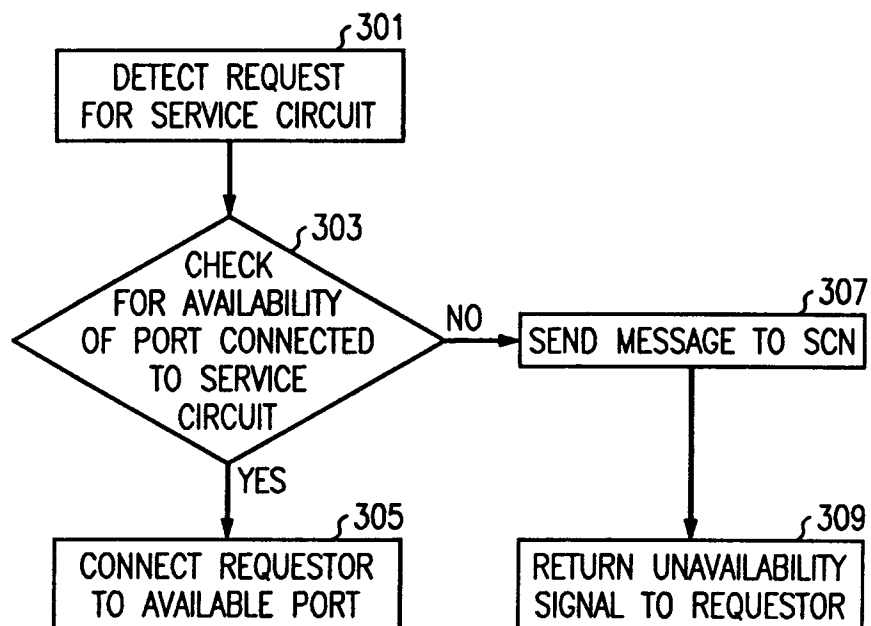 301
DETECT REQUEST
FOR SERVICE CIRCUIT
303
CHECK
FOR AVAILABILITY
OF PORT CONNECTED
TO SERVICE
CIRCUIT
NO
307
SEND MESSAGE TO SCN
YES
305
CONNECT REQUESTOR
TO AVAILABLE PORT
309
RETURN UNAVAILABILITY
SIGNAL TO REQUESTOR